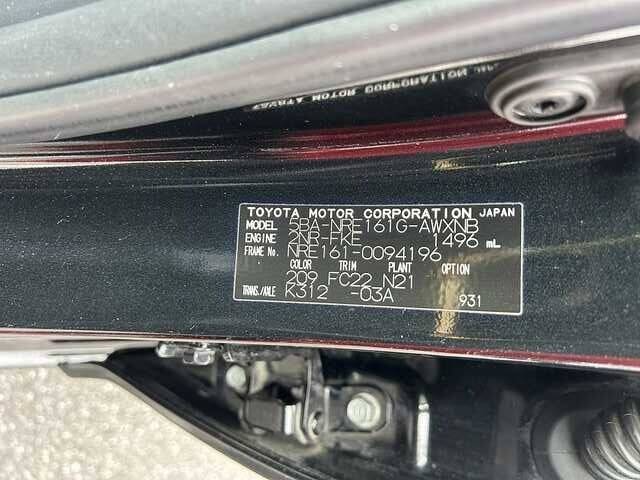 TOYOTA MOTOR CORPORATION JAPAN
MODEL 5BA-NRE161G-AWXNB
ENGINE 2NR-FKE 1496 mL
FRAME No. NRE161-0094196
COLOR TRIM PLANT OPTION
209 FC22 N21
TRANS./AXLE K312 -03A 931